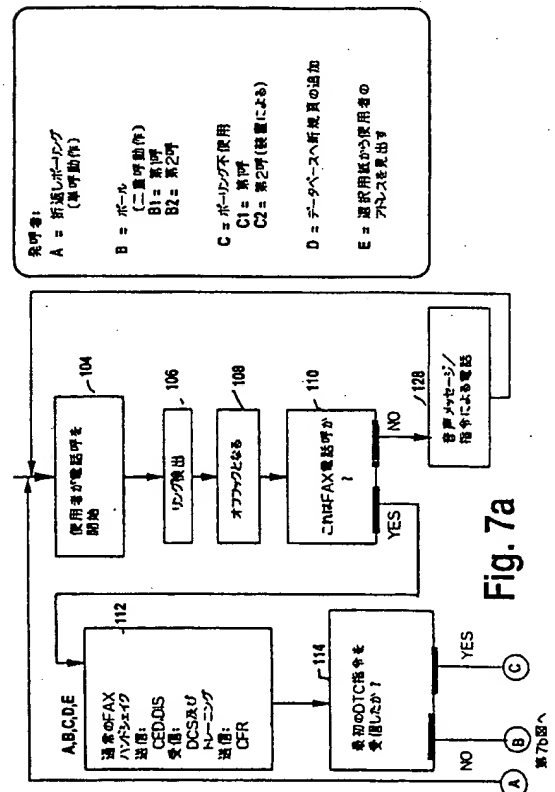 発呼者:
A = 折返しポーリング
(単呼動作)
B = ポール
(二重呼動作)
B1 = 第1呼
B2 = 第2呼
C = ポーリング不使用
C1 = 第1呼
C2 = 第2呼(装置による)
D = データベースへ新規頁の追加
E = 選択用紙から使用者の
アドレスを見出す
104
使用者が電話呼を
開始
106
リング検出
108
オフフックとなる
110
これはFAX電話呼か
?
YES
NO
128
音声メッセージ/
指令による電話
A,B,C,D,E
112
通常のFAX
ハンドシェイク
送信:
CED,DIS
受信:
DCS及び
トレーニング
送信:
CFR
114
最初のDTC指令を
受信したか?
NO
YES
A
B
C
第7b図へ
Fig. 7a